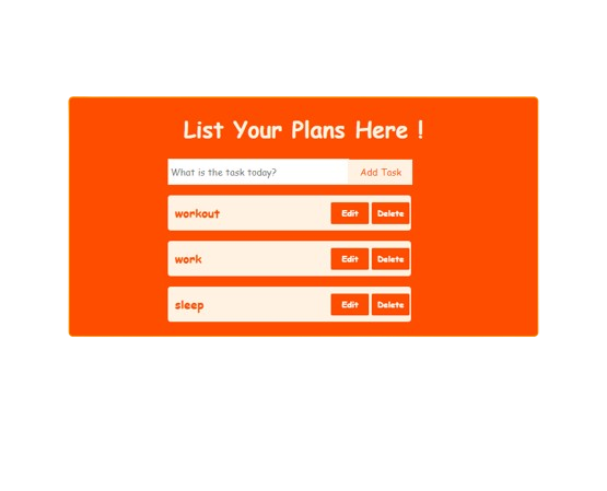 List Your Plans Here !
What is the task today? Add Task
workout Edit Delete
work Edit Delete
sleep Edit Delete